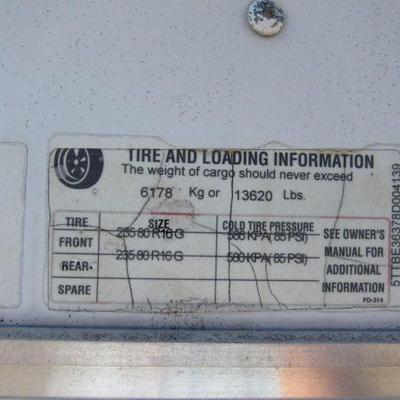 TIRE AND LOADING INFORMATION
The weight of cargo should never exceed
6178 Kg or 13620 Lbs.
TIRE SIZE COLD TIRE PRESSURE
FRONT 235 80 R16 G 586 KPA( 85 PSI)
REAR 235 80 R16 G 586 KPA( 85 PSI)
SPARE
SEE OWNER'S
MANUAL FOR
ADDITIONAL
INFORMATION
PD-314
5TTBE36378D004139